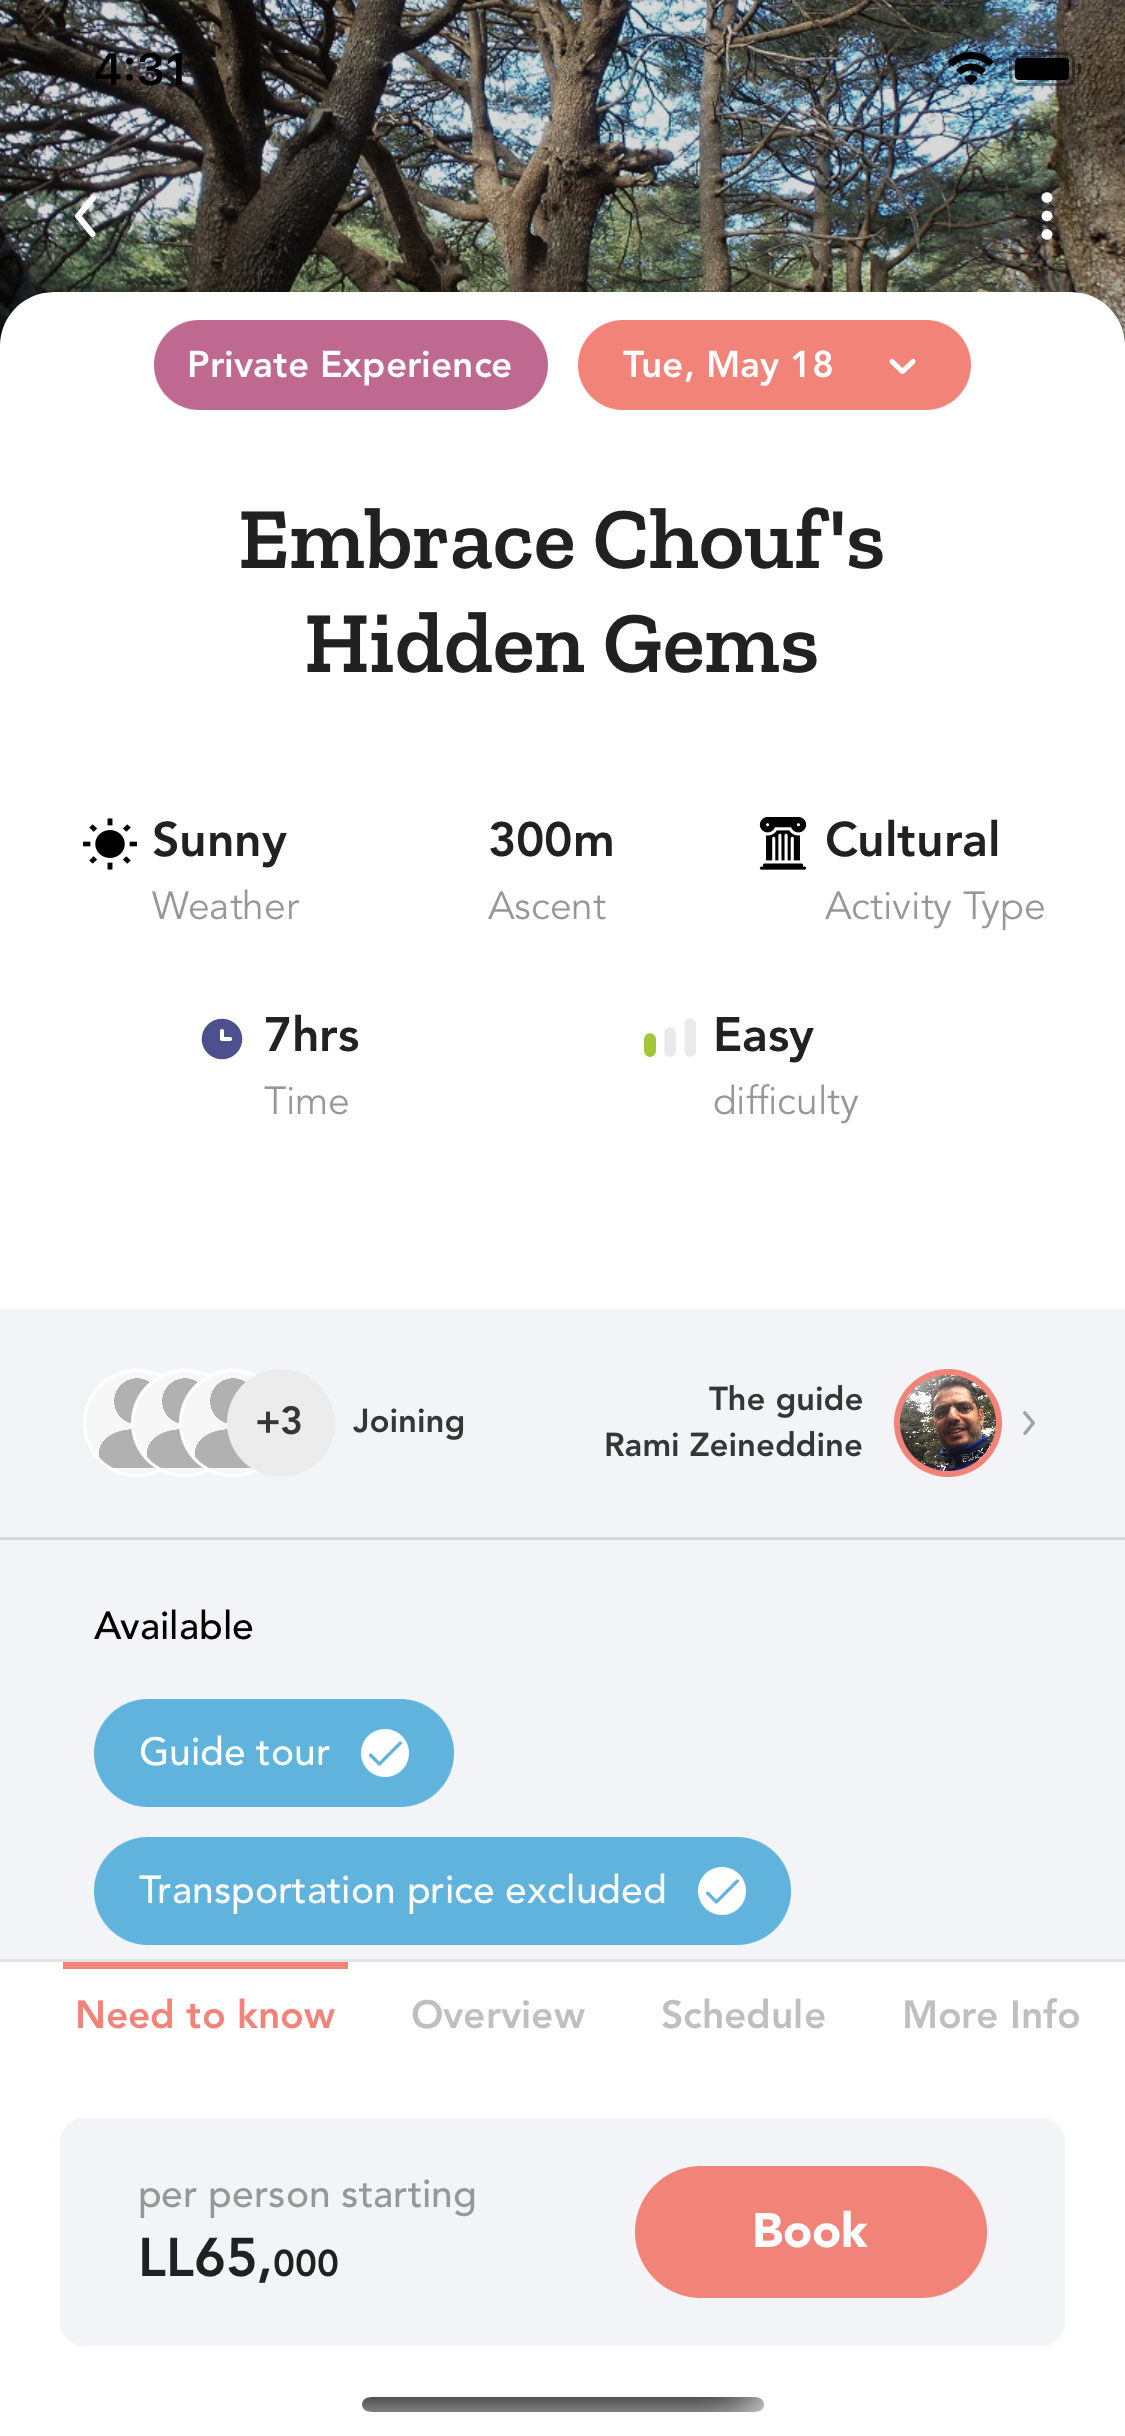 4:31
Private Experience
Tue, May 18
Embrace Chouf's
Hidden Gems
Sunny
Weather
300m
Ascent
Cultural
Activity Type
7hrs
Time
Easy
difficulty
+3
Joining
The guide
Rami Zeineddine
Available
Guide tour
Transportation price excluded
Need to know
Overview
Schedule
More Info
per person starting
LL65,000
Book